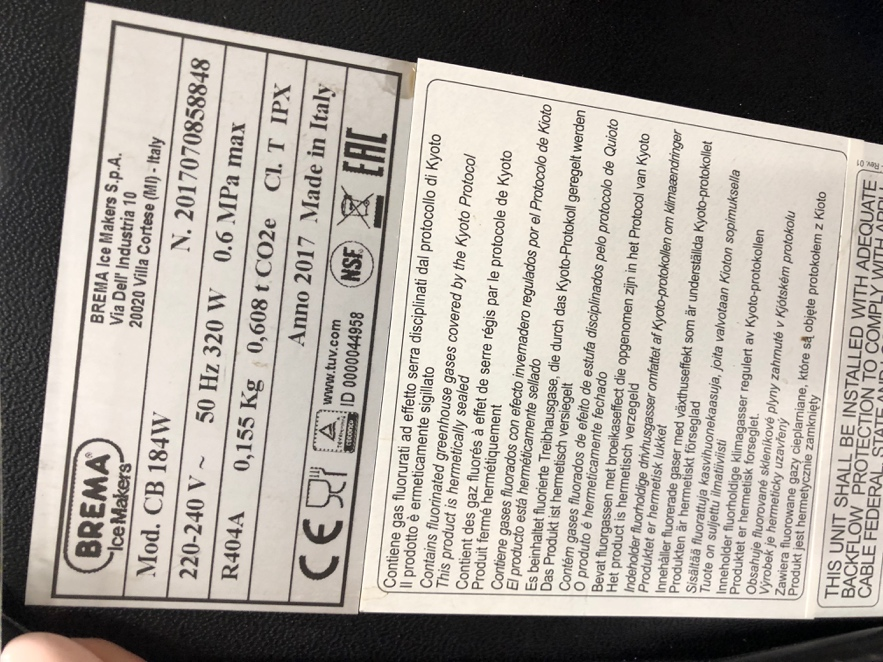 BREMA®
Ice Makers
BREMA Ice Makers S.p.A.
Via Dell' Industria 10
20020 Villa Cortese (MI) - Italy
Mod. CB 184W N. 2017070858848
220-240 V ~ 50 Hz 320 W 0.6 MPa max
R404A 0,155 Kg 0,608 t CO2e Cl. T IPX
Anno 2017 Made in Italy
CE
www.tuv.com
ID 0000044958
NSF
EAC
Contiene gas fluorurati ad effetto serra disciplinati dal protocollo di Kyoto
Il prodotto è ermeticamente sigillato
Contains fluorinated greenhouse gases covered by the Kyoto Protocol
This product is hermetically sealed
Contient des gaz fluorés à effet de serre régis par le protocole de Kyoto
Produit fermé hermétiquement
Contiene gases fluorados con efecto invernadero regulados por el Protocolo de Kioto
El producto está herméticamente sellado
Es beinhaltet fluorierte Treibhausgase, die durch das Kyoto-Protokoll geregelt werden
Das Produkt ist hermetisch versiegelt
Contém gases fluorados de efeito de estufa disciplinados pelo protocolo de Quioto
O produto é hermeticamente fechado
Bevat fluorgassen met broeikaseffect die opgenomen zijn in het Protocol van Kyoto
Het product is hermetisch verzegeld
Indeholder fluorholdige drivhusgasser omfattet af Kyoto-protokollen om klimaændringer
Produktet er hermetisk lukket
Innehåller fluorerade gaser med växthuseffekt som är underställda Kyoto-protokollet
Produkten är hermetiskt förseglad
Sisältää fluorattuja kasvihuonekaasuja, joita valvotaan Kioton sopimuksella
Tuote on suljettu ilmatiiviisti
Inneholder fluorholdige klimagasser regulert av Kyoto-protokollen
Produktet er hermetisk forseglet.
Obsahuje fluorované skleníkové plyny zahrnuté v Kjótském protokolu
Výrobek je hermeticky uzavřený
Zawiera fluorowane gazy cieplarniane, które są objęte protokołem z Kioto
Produkt jest hermetycznie zamknięty
Rev. 01
THIS UNIT SHALL BE INSTALLED WITH ADEQUATE
BACKFLOW PROTECTION TO COMPLY WITH
CABLE FEDERAL, STATE AND